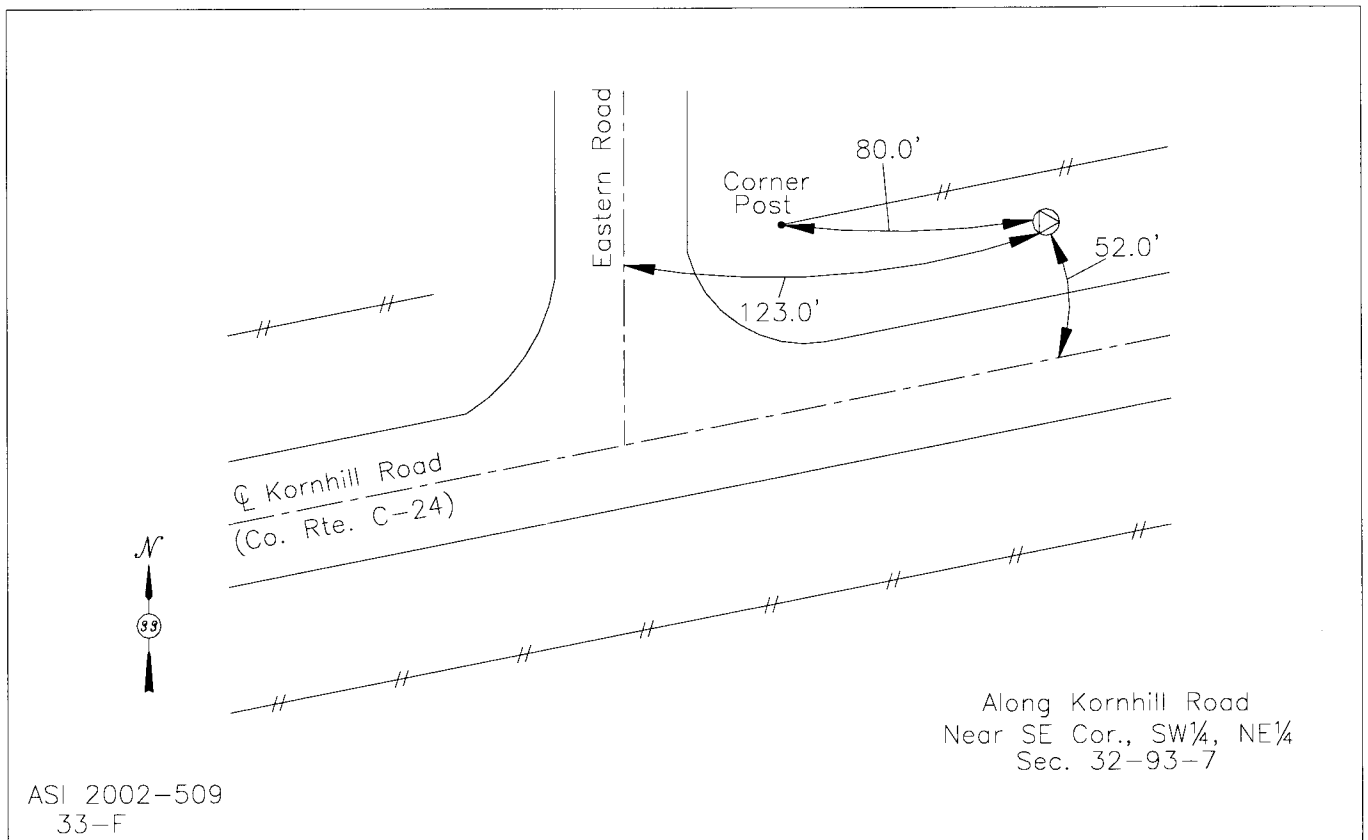 Eastern Road
80.0'
Corner
Post
52.0'
123.0'
℄ Kornhill Road
(Co. Rte. C-24)
N
33
Along Kornhill Road
Near SE Cor., SW¼, NE¼
Sec. 32-93-7
ASI 2002-509
33-F